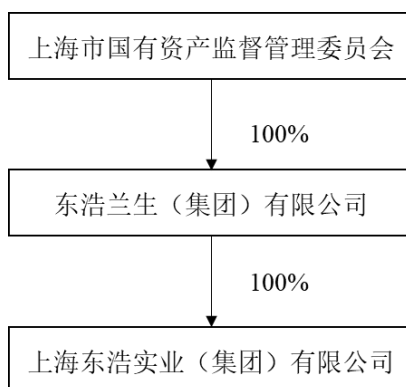 上海市国有资产监督管理委员会
100%
东浩兰生（集团）有限公司
100%
上海东浩实业（集团）有限公司